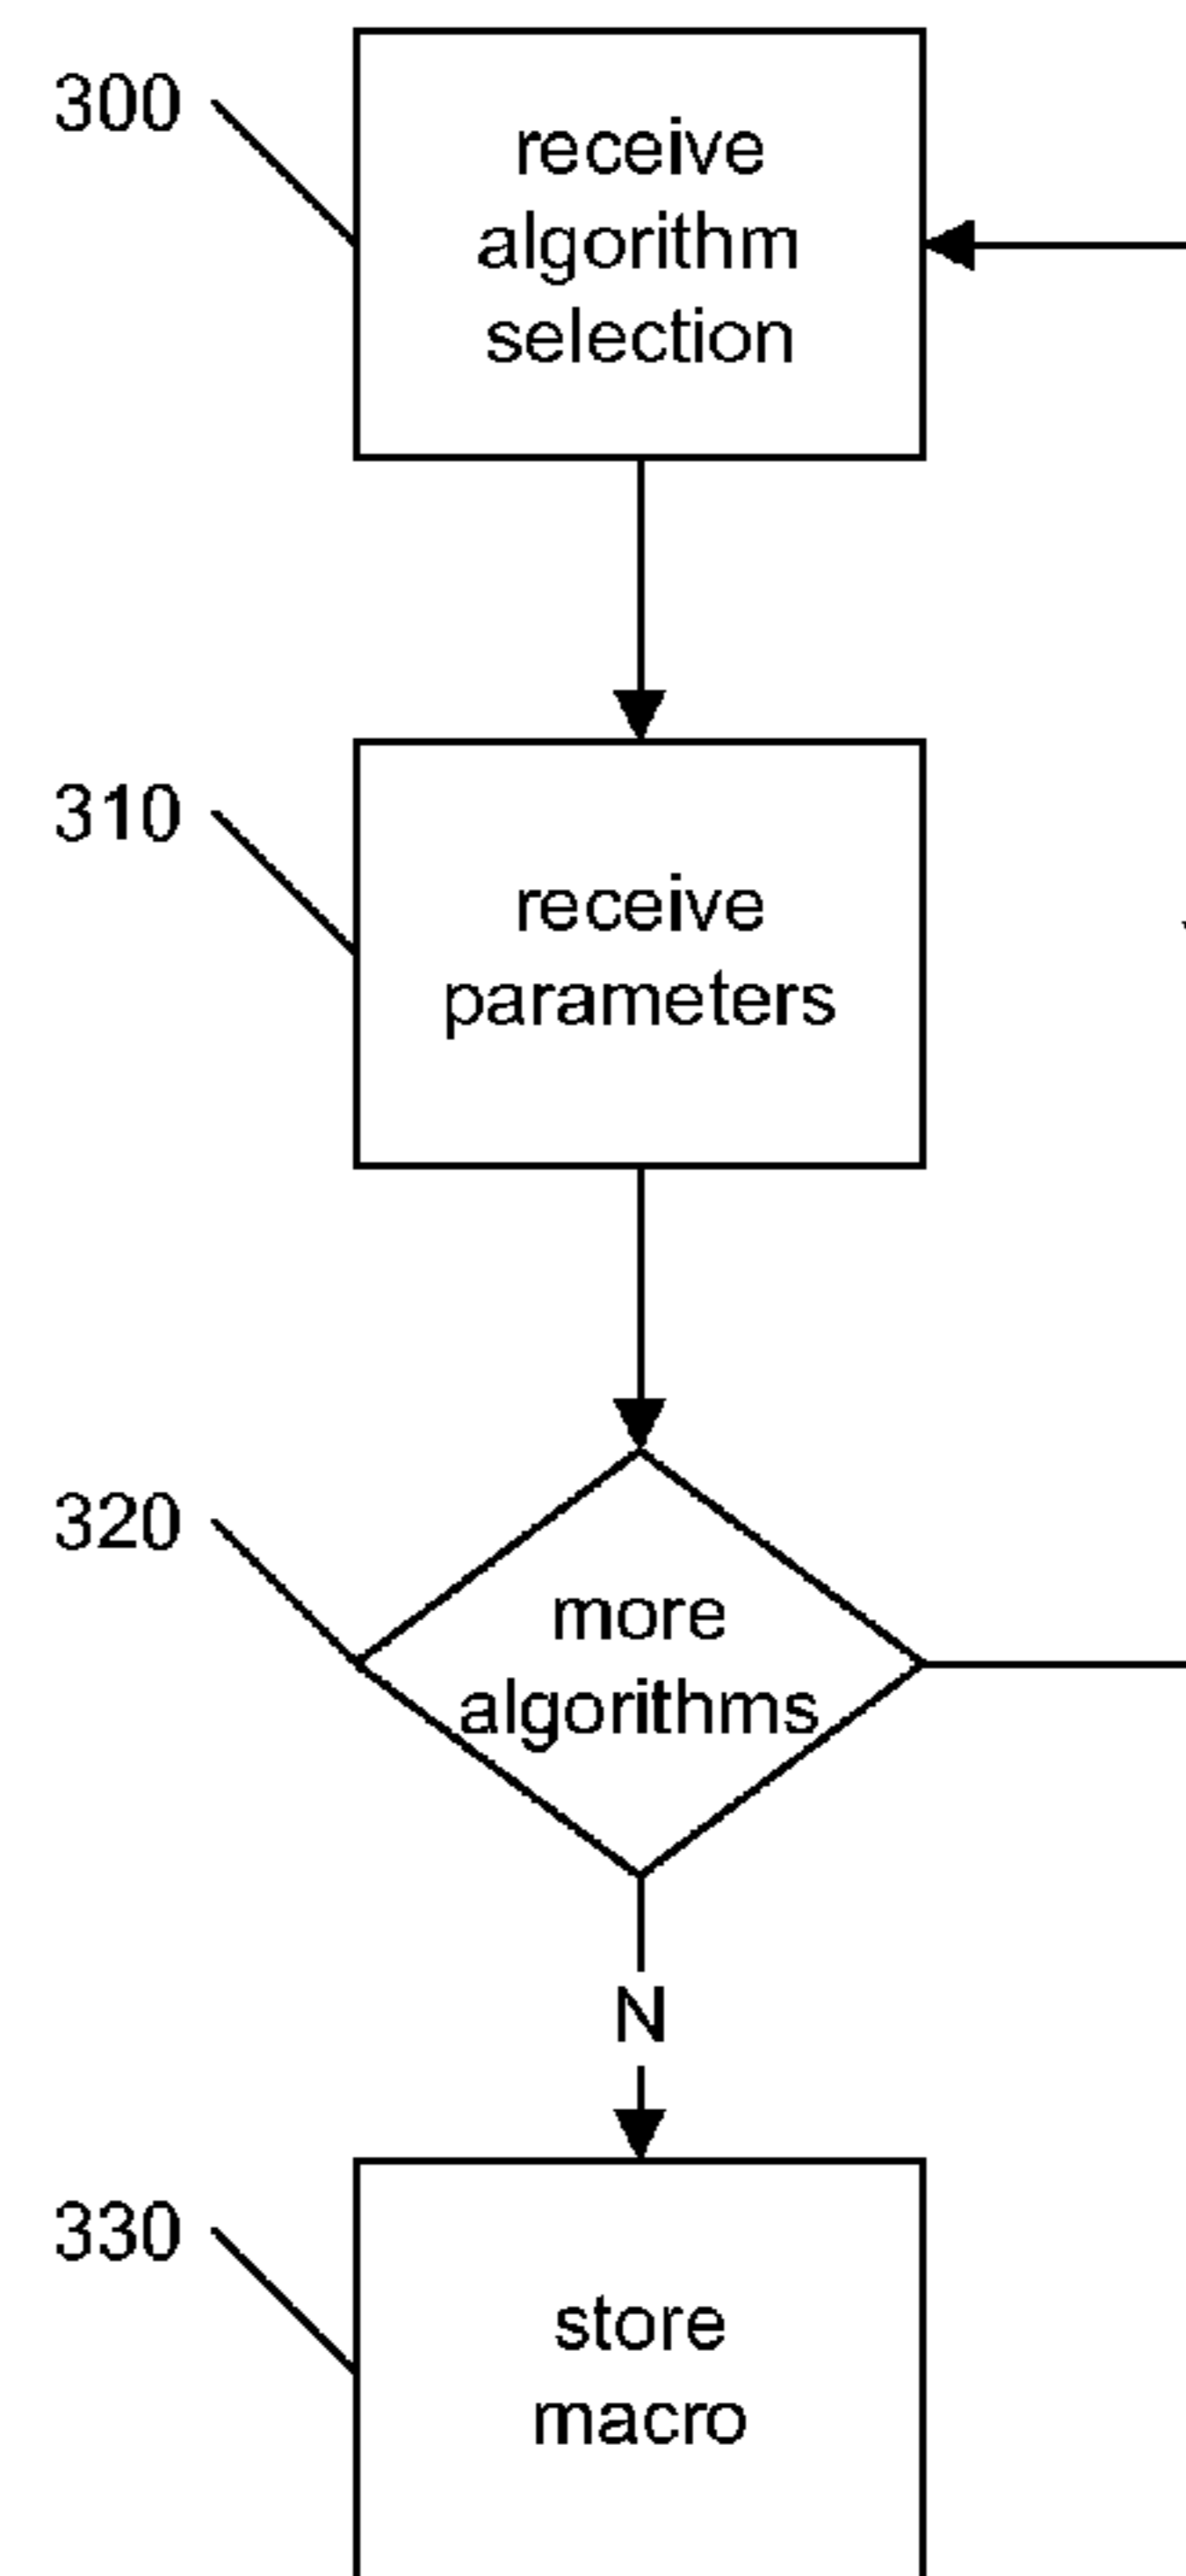 300
receive
algorithm
selection
310
receive
parameters
320
more
algorithms
N
330
store
macro